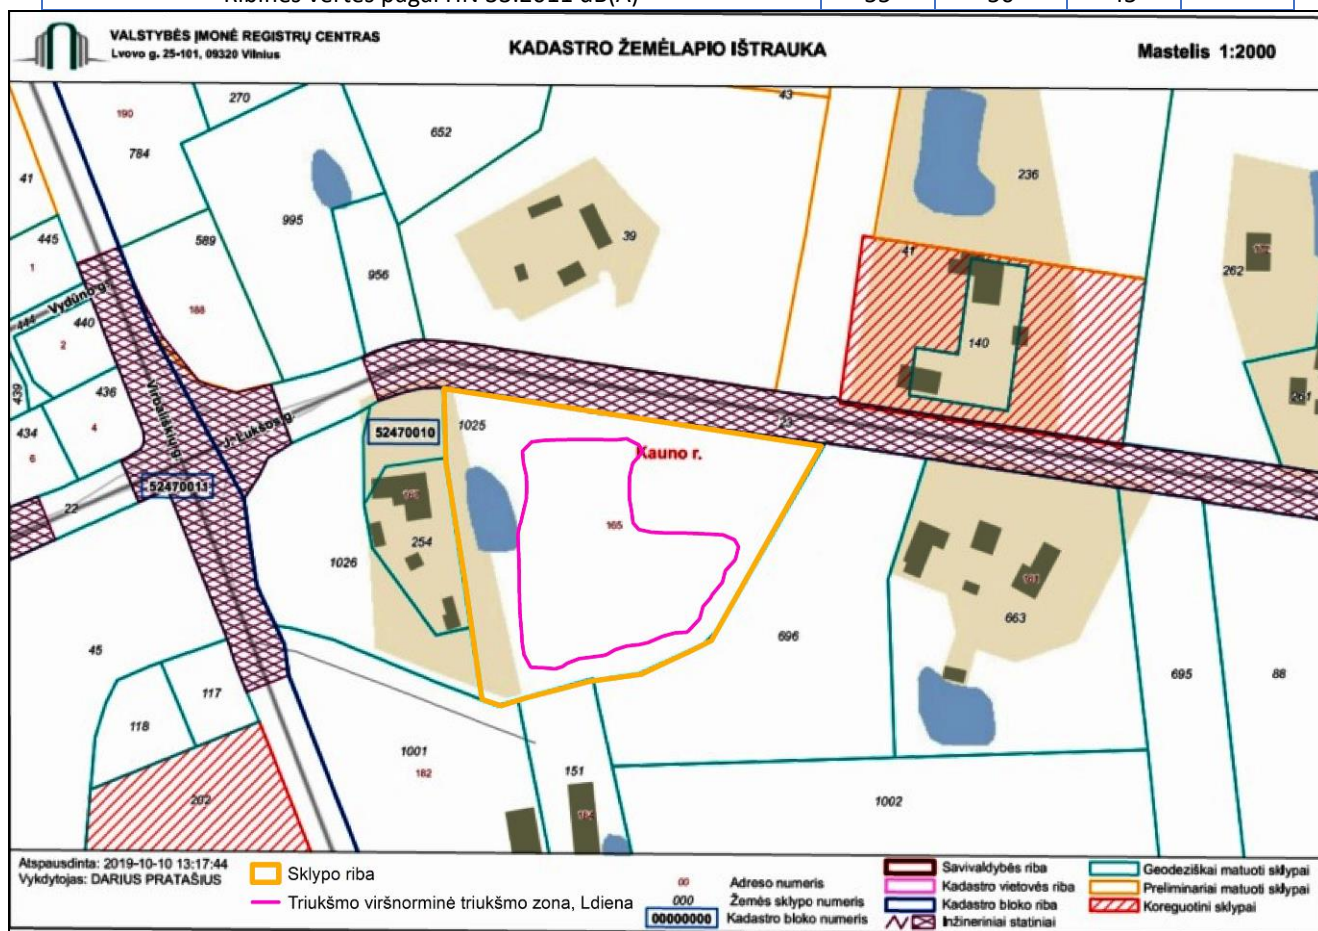 VALSTYBĖS ĮMONĖ REGISTRŲ CENTRAS
Lvovo g. 25-101, 09320 Vilnius
KADASTRO ŽEMĖLAPIO IŠTRAUKA
Mastelis 1:2000
190
270
784
652
43
41
995
236
445
589
39
41
1
956
262
Vydūno g.
444
440
188
2
140
439
436
261
434
4
J. Lukšos g.
52470010
1025
23
Kauno r.
6
52470011
22
165
254
1026
663
45
696
117
695
88
118
1001
182
151
202
1002
Atspausdinta: 2019-10-10 13:17:44
Vykdytojas: DARIUS PRATAŠIUS
Sklypo riba
Triukšmo viršnorminė triukšmo zona, Ldiena
00 Adreso numeris
000 Žemės sklypo numeris
00000000 Kadastro bloko numeris
Savivaldybės riba
Kadastro vietovės riba
Kadastro bloko riba
Inžineriniai statiniai
Geodeziškai matuoti sklypai
Preliminariai matuoti sklypai
Koreguotini sklypai